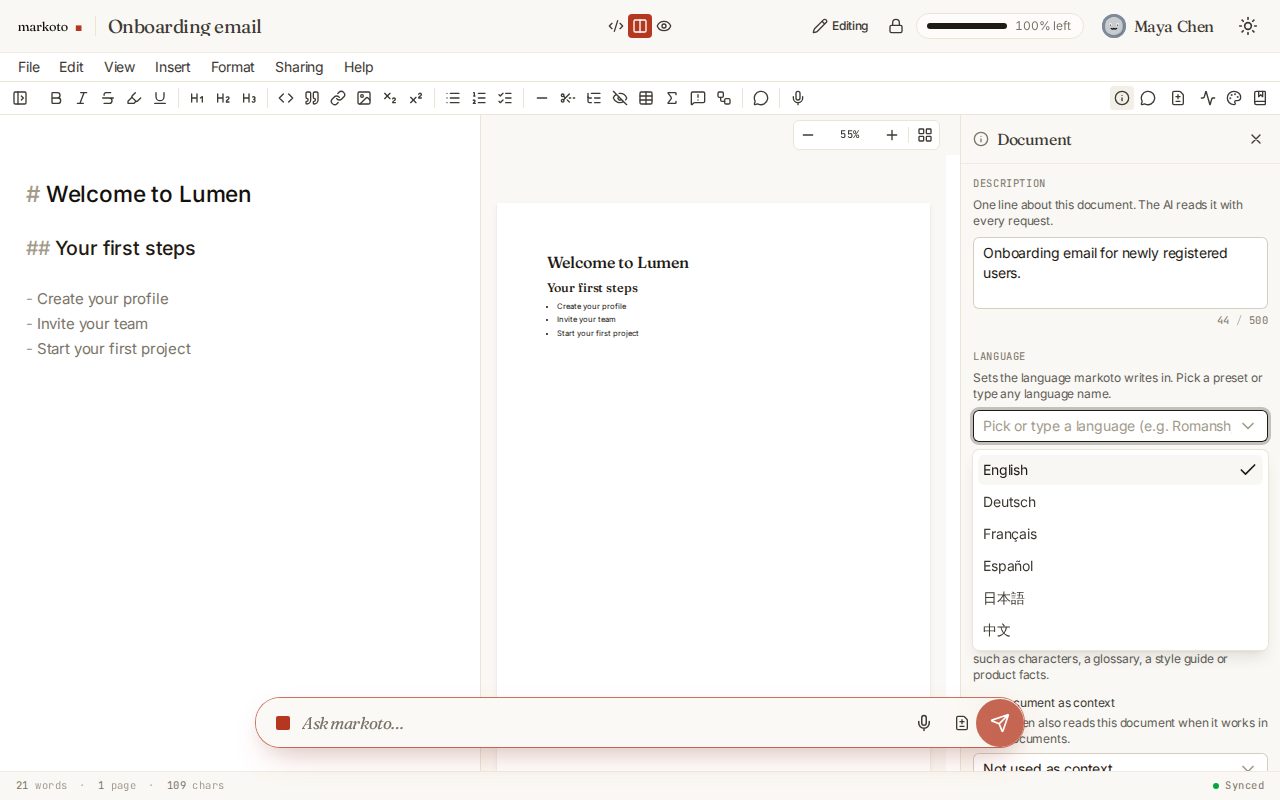 markoto
Onboarding email
Editing
100% left
Maya Chen
File Edit View Insert Format Sharing Help
H1 H2 H3
55%
# Welcome to Lumen
## Your first steps
- Create your profile
- Invite your team
- Start your first project
Welcome to Lumen
Your first steps
• Create your profile
• Invite your team
• Start your first project
Document
DESCRIPTION
One line about this document. The AI reads it with
every request.
Onboarding email for newly registered
users.
44 / 500
LANGUAGE
Sets the language markoto writes in. Pick a preset or
type any language name.
Pick or type a language (e.g. Romansh
English
Deutsch
Français
Español
日本語
中文
such as characters, a glossary, a style guide or
product facts.
cument as context
en also reads this document when it works in
cuments.
Not used as context
Ask markoto...
21 words · 1 page · 109 chars
Synced